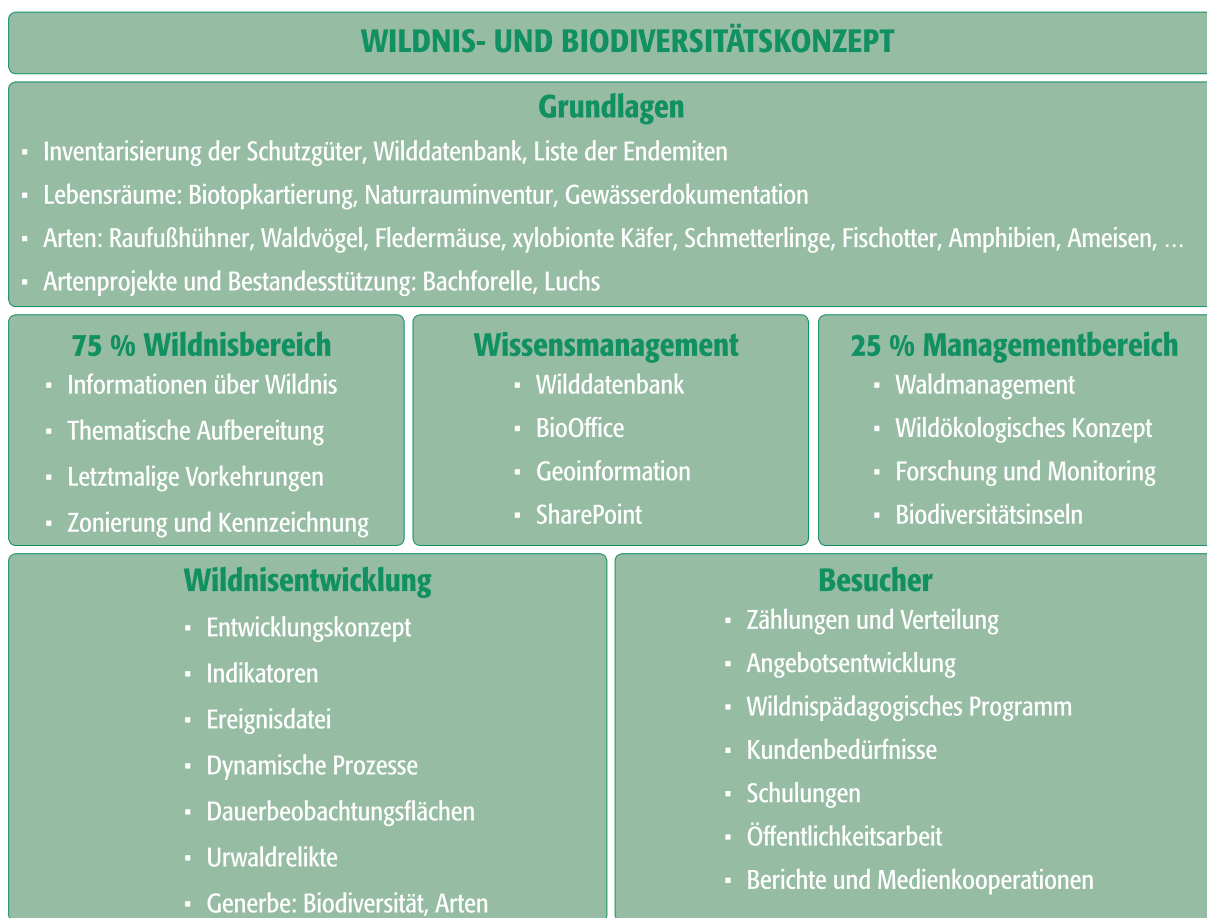 WILDNIS- UND BIODIVERSITÄTSKONZEPT
Grundlagen
▪ Inventarisierung der Schutzgüter, Wilddatenbank, Liste der Endemiten
▪ Lebensräume: Biotopkartierung, Naturrauminventur, Gewässerdokumentation
▪ Arten: Raufußhühner, Waldvögel, Fledermäuse, xylobionte Käfer, Schmetterlinge, Fischotter, Amphibien, Ameisen, …
▪ Artenprojekte und Bestandesstützung: Bachforelle, Luchs
75 % Wildnisbereich
▪ Informationen über Wildnis
▪ Thematische Aufbereitung
▪ Letztmalige Vorkehrungen
▪ Zonierung und Kennzeichnung
Wissensmanagement
▪ Wilddatenbank
▪ BioOffice
▪ Geoinformation
▪ SharePoint
25 % Managementbereich
▪ Waldmanagement
▪ Wildökologisches Konzept
▪ Forschung und Monitoring
▪ Biodiversitätsinseln
Wildnisentwicklung
▪ Entwicklungskonzept
▪ Indikatoren
▪ Ereignisdatei
▪ Dynamische Prozesse
▪ Dauerbeobachtungsflächen
▪ Urwaldrelikte
▪ Generbe: Biodiversität, Arten
Besucher
▪ Zählungen und Verteilung
▪ Angebotsentwicklung
▪ Wildnispädagogisches Programm
▪ Kundenbedürfnisse
▪ Schulungen
▪ Öffentlichkeitsarbeit
▪ Berichte und Medienkooperationen